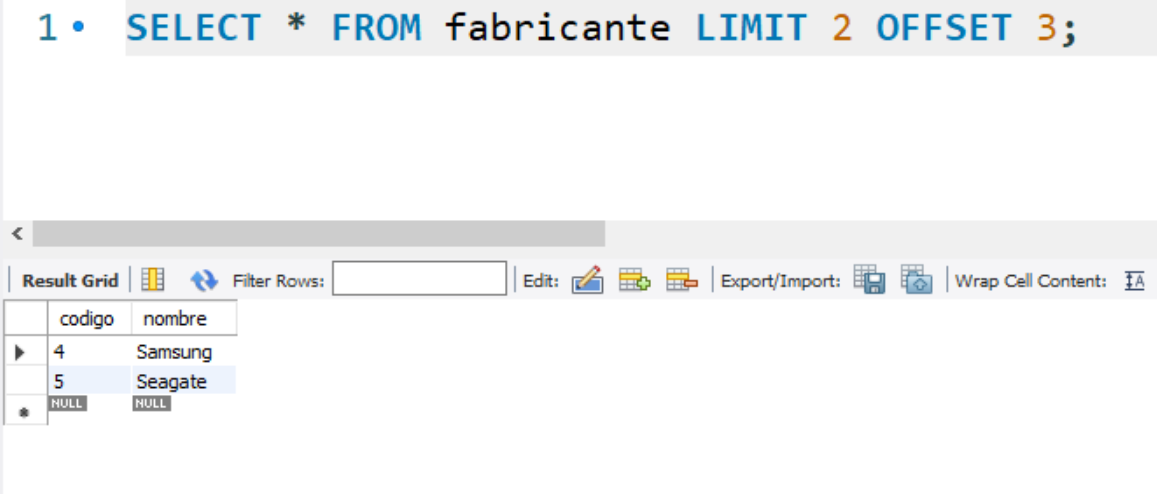 1 SELECT * FROM fabricante LIMIT 2 OFFSET 3;
Result Grid Filter Rows: Edit: Export/Import: Wrap Cell Content: IA
codigo nombre
4 Samsung
5 Seagate
NULL NULL